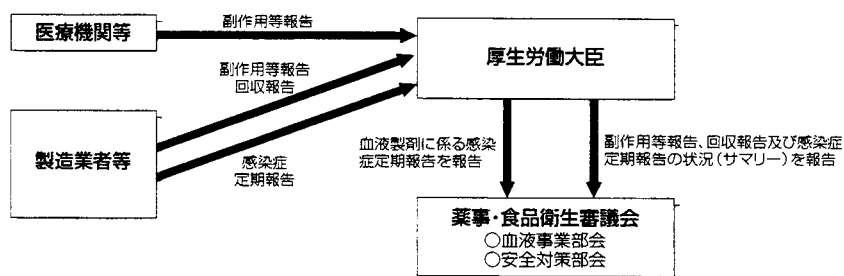 医療機関等
副作用等報告
厚生労働大臣
副作用等報告
回収報告
製造業者等
感染症
定期報告
血液製剤に係る感染
症定期報告を報告
副作用等報告、回収報告及び感染症
定期報告の状況(サマリー)を報告
薬事・食品衛生審議会
○血液事業部会
○安全対策部会